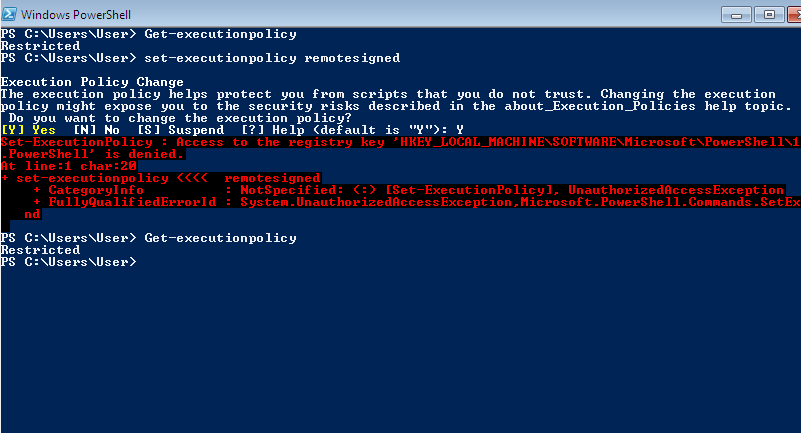 Windows PowerShell
PS C:\Users\User> Get-executionpolicy
Restricted
PS C:\Users\User> set-executionpolicy remotesigned
Execution Policy Change
The execution policy helps protect you from scripts that you do not trust. Changing the execution
policy might expose you to the security risks described in the about_Execution_Policies help topic.
Do you want to change the execution policy?
[Y] Yes  [N] No  [S] Suspend  [?] Help (default is "Y"): Y
Set-ExecutionPolicy : Access to the registry key 'HKEY_LOCAL_MACHINE\SOFTWARE\Microsoft\PowerShell\1
.PowerShell' is denied.
At line:1 char:20
+ set-executionpolicy <<<<  remotesigned
+ CategoryInfo          : NotSpecified: (:) [Set-ExecutionPolicy], UnauthorizedAccessException
+ FullyQualifiedErrorId : System.UnauthorizedAccessException,Microsoft.PowerShell.Commands.SetEx
nd
PS C:\Users\User> Get-executionpolicy
Restricted
PS C:\Users\User>